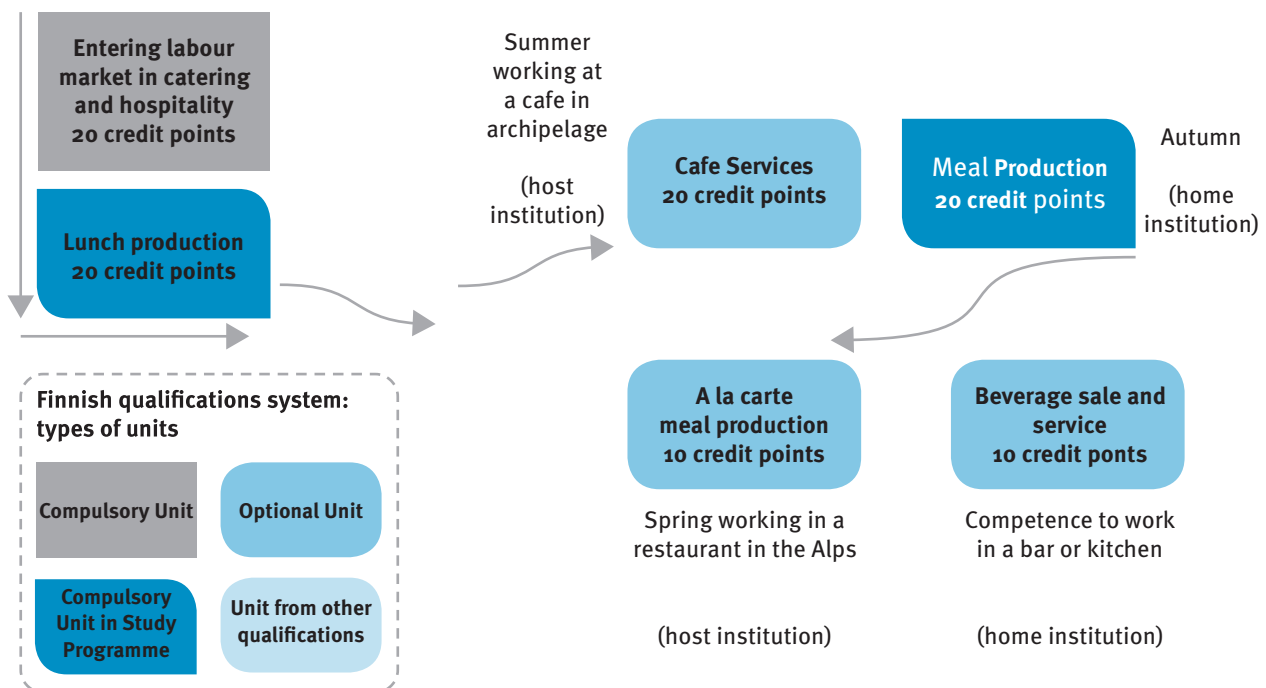 Entering labour
market in catering
and hospitality
20 credit points
Lunch production
20 credit points
Summer
working at
a cafe in
archipelage
(host
institution)
Cafe Services
20 credit points
Meal Production
20 credit points
Autumn
(home
institution)
A la carte
meal production
10 credit points
Spring working in a
restaurant in the Alps
(host institution)
Beverage sale and
service
10 credit ponts
Competence to work
in a bar or kitchen
(home institution)
Finnish qualifications system:
types of units
Compulsory Unit
Optional Unit
Compulsory
Unit in Study
Programme
Unit from other
qualifications